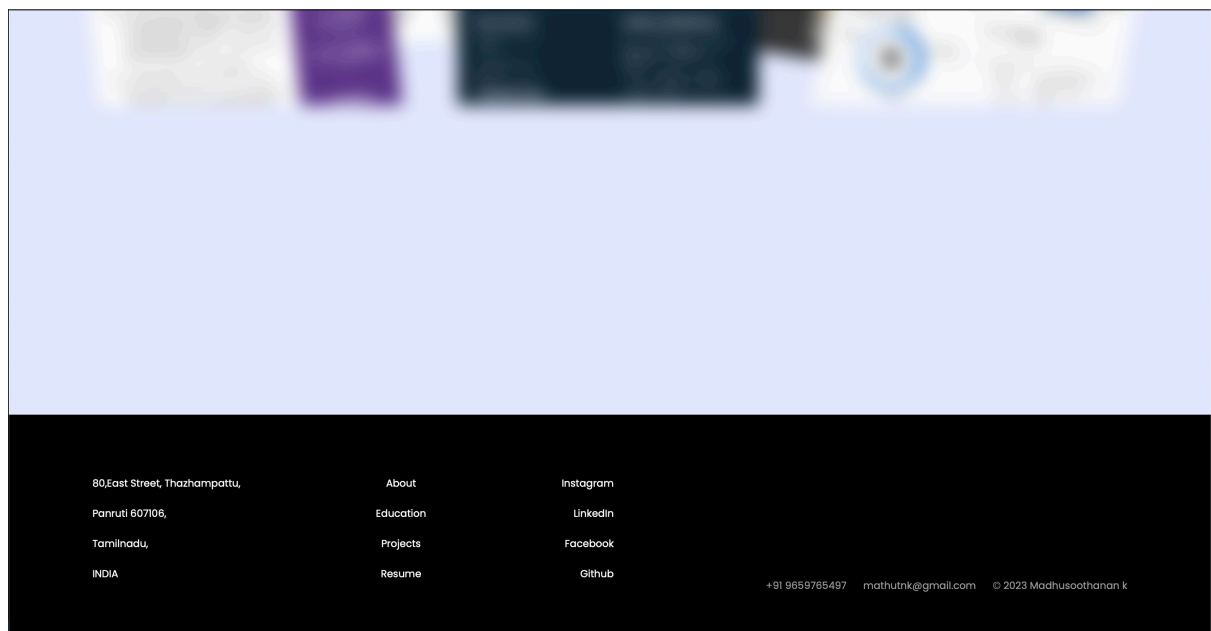 80,East Street, Thazhampattu,
Panruti 607106,
Tamilnadu,
INDIA
About
Education
Projects
Resume
Instagram
LinkedIn
Facebook
Github
+91 9659765497 mathutnk@gmail.com © 2023 Madhusoothanan k